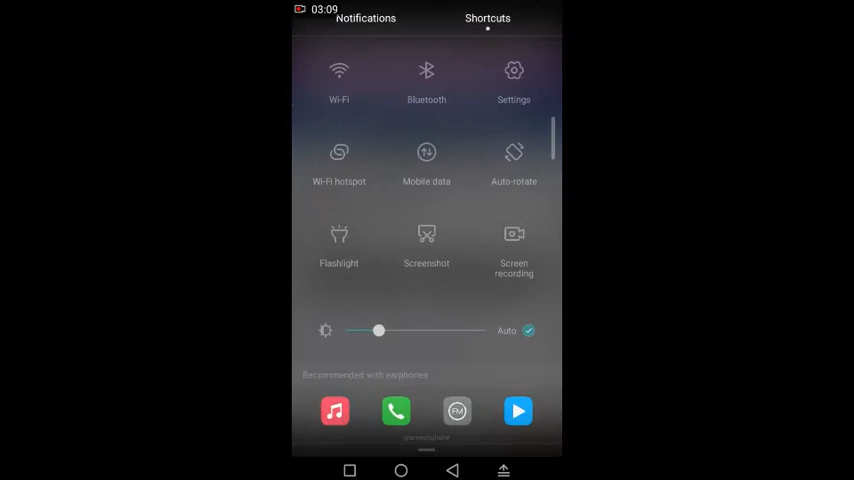 03:09
Notifications Shortcuts
Wi-Fi Bluetooth Settings
Wi-Fi hotspot Mobile data Auto-rotate
Flashlight Screenshot Screen
recording
Auto
Recommended with earphones
FM